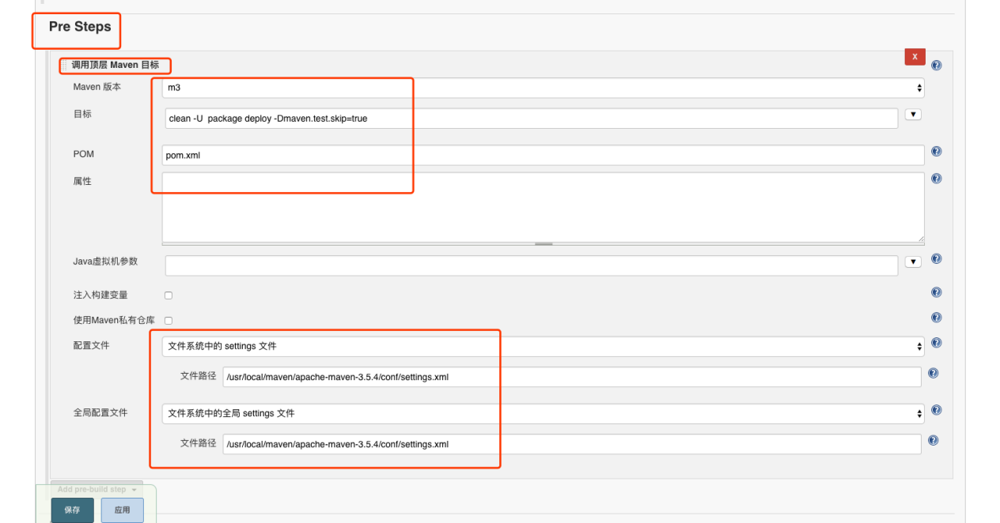 Pre Steps
调用顶层 Maven 目标
X
Maven 版本
m3
目标
clean -U  package deploy -Dmaven.test.skip=true
POM
pom.xml
属性
Java虚拟机参数
注入构建变量
使用Maven私有仓库
配置文件
文件系统中的 settings 文件
文件路径
/usr/local/maven/apache-maven-3.5.4/conf/settings.xml
全局配置文件
文件系统中的全局 settings 文件
文件路径
/usr/local/maven/apache-maven-3.5.4/conf/settings.xml
Add pre-build step
保存
应用